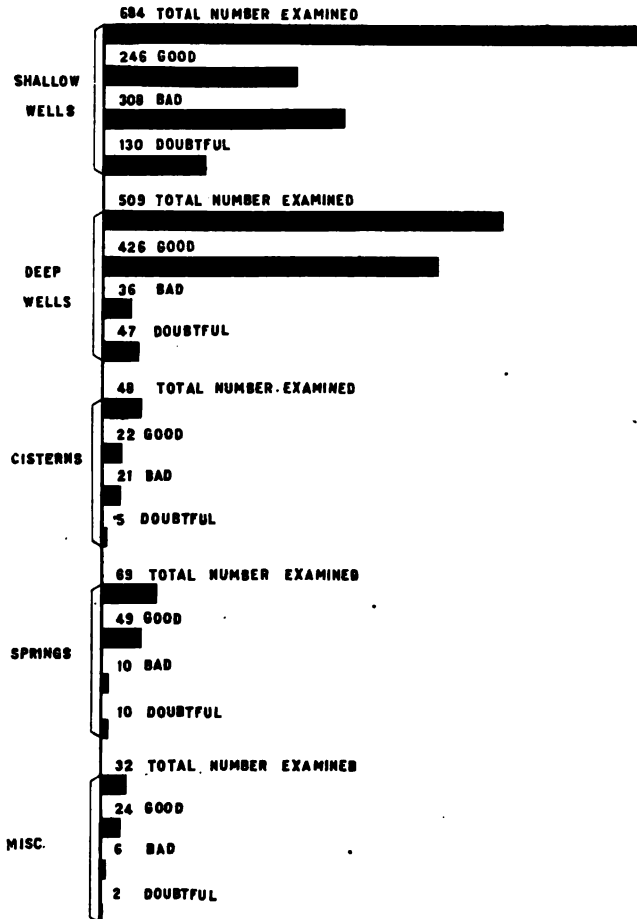 684 TOTAL NUMBER EXAMINED
246 GOOD
SHALLOW
WELLS
308 BAD
130 DOUBTFUL
509 TOTAL NUMBER EXAMINED
426 GOOD
DEEP
WELLS
36 BAD
47 DOUBTFUL
48 TOTAL NUMBER EXAMINED
22 GOOD
CISTERNS
21 BAD
5 DOUBTFUL
69 TOTAL NUMBER EXAMINED
49 GOOD
SPRINGS
10 BAD
10 DOUBTFUL
32 TOTAL NUMBER EXAMINED
24 GOOD
MISC.
6 BAD
2 DOUBTFUL